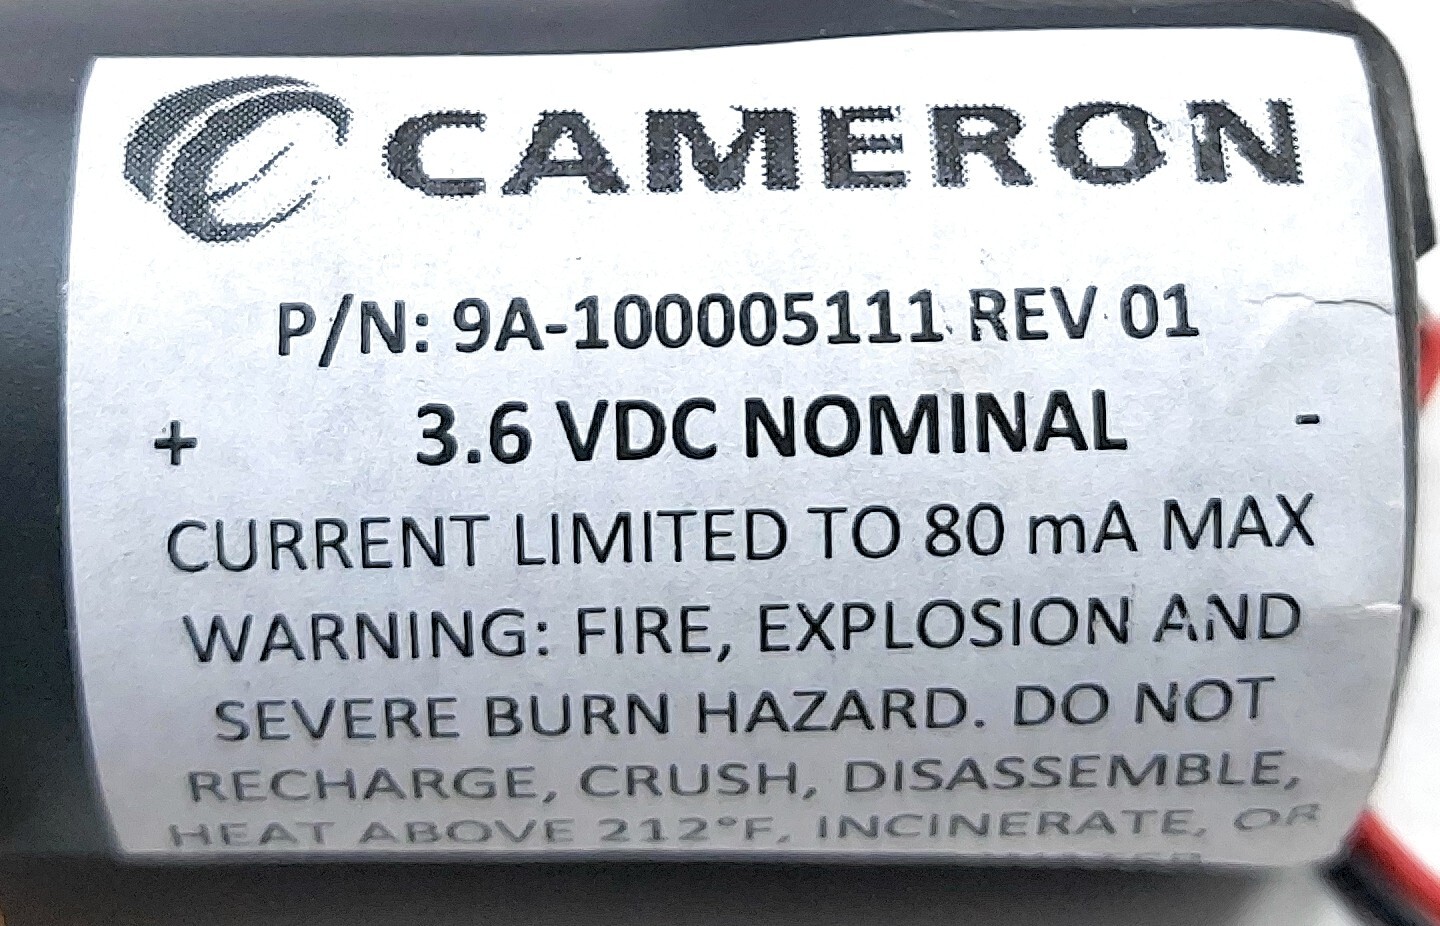 CAMERON
P/N: 9A-100005111 REV 01
+ 3.6 VDC NOMINAL -
CURRENT LIMITED TO 80 mA MAX
WARNING: FIRE, EXPLOSION AND
SEVERE BURN HAZARD. DO NOT
RECHARGE, CRUSH, DISASSEMBLE,
HEAT ABOVE 212°F, INCINERATE, OR